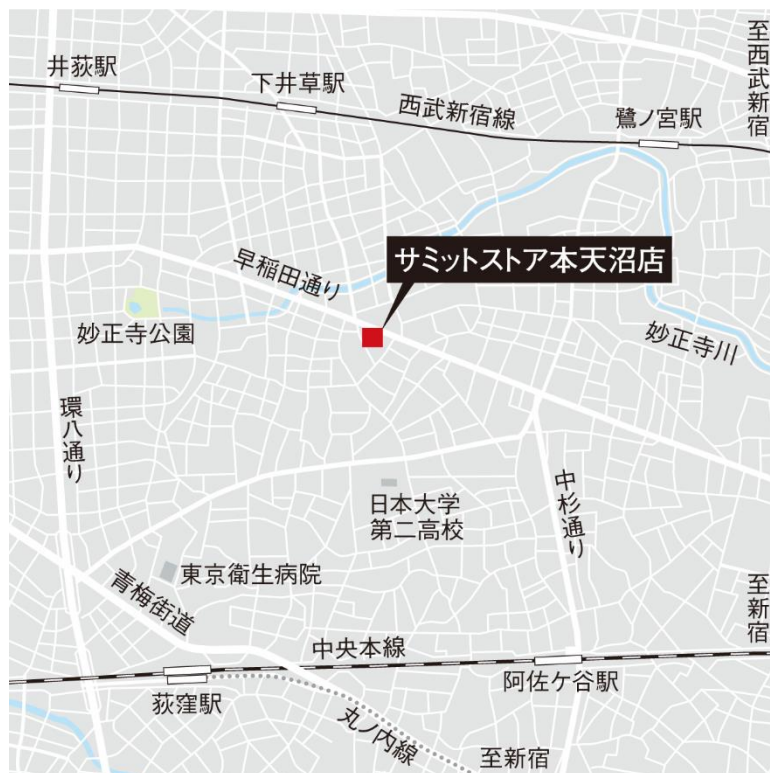 至西武新宿
井荻駅
下井草駅
西武新宿線
鷺ノ宮駅
サミットストア本天沼店
早稲田通り
妙正寺公園
妙正寺川
環八通り
中杉通り
日本大学
第二高校
東京衛生病院
青梅街道
至新宿
中央本線
阿佐ケ谷駅
荻窪駅
丸ノ内線
至新宿